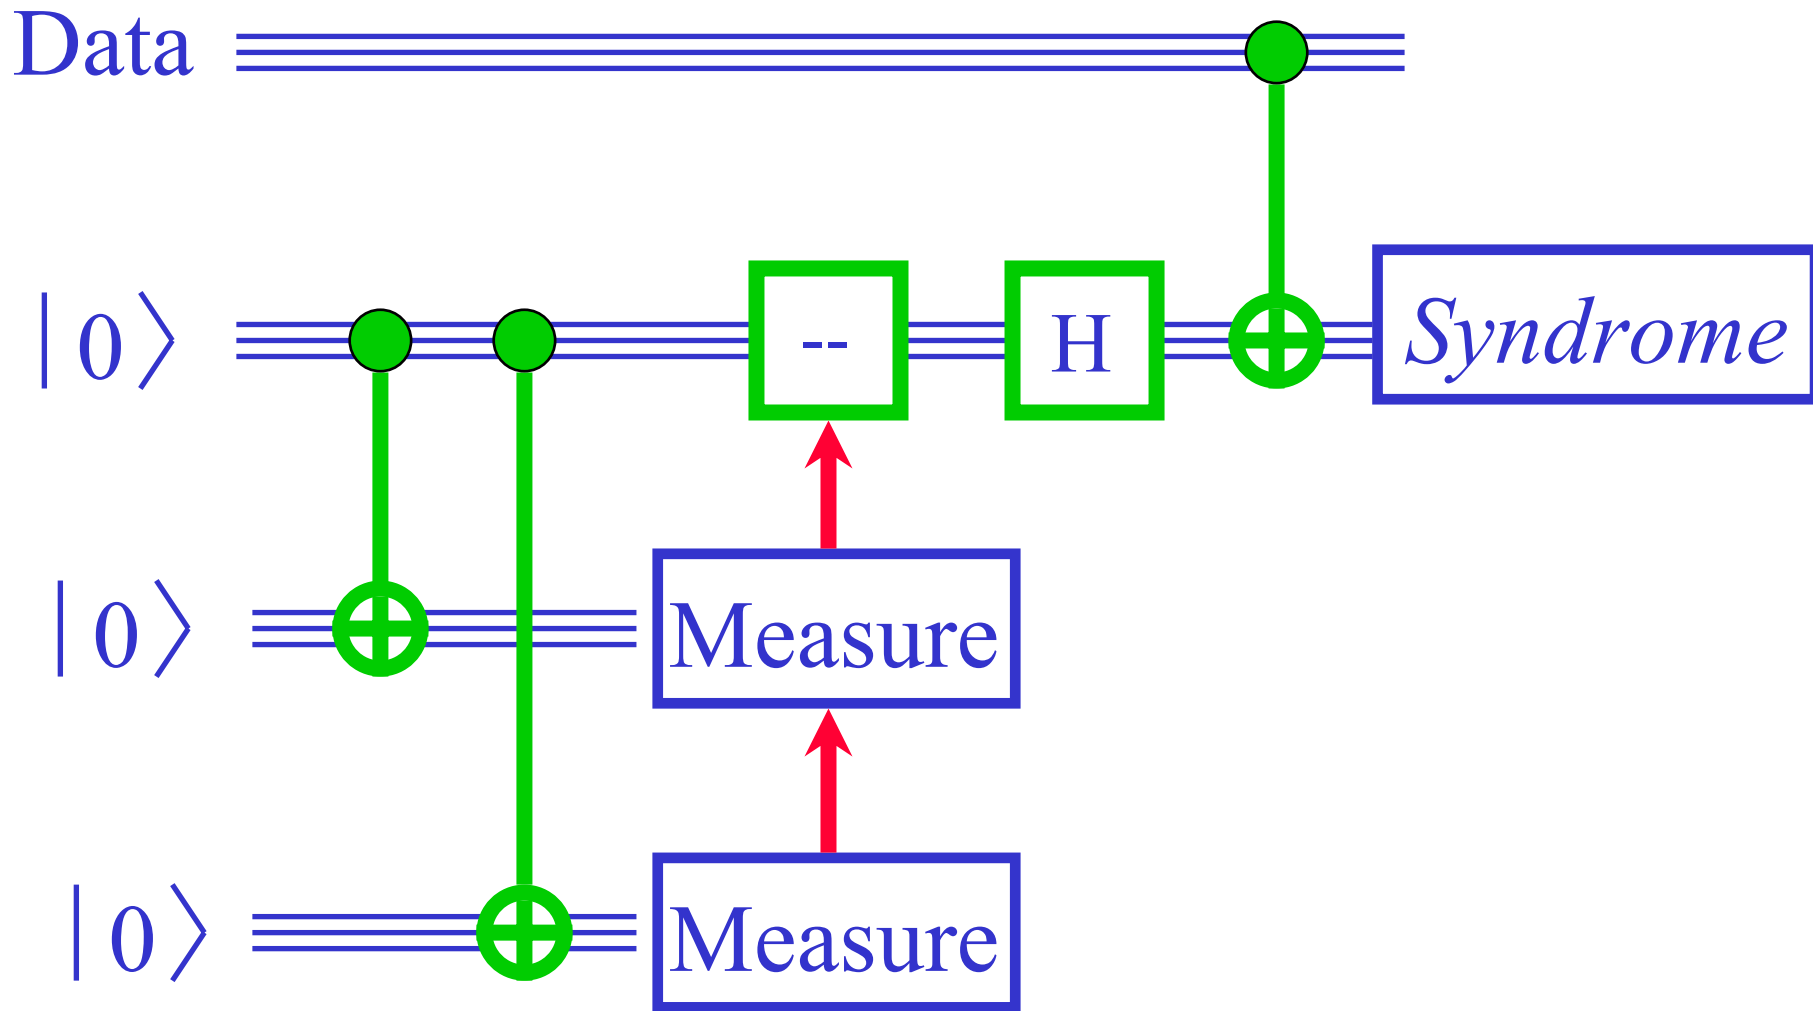 Data
|0⟩
--
H
Syndrome
|0⟩
Measure
|0⟩
Measure